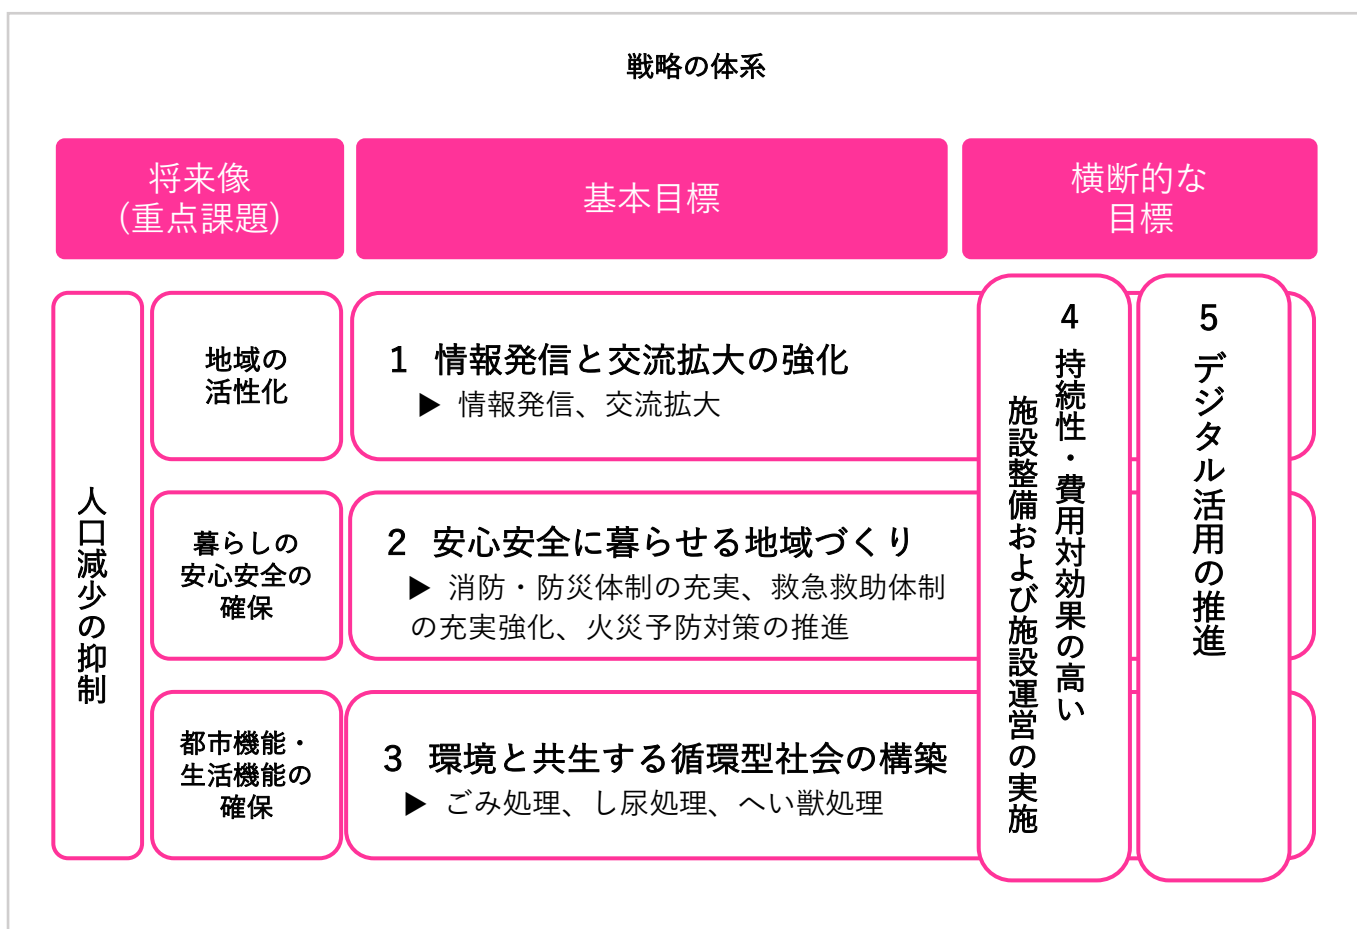 戦略の体系
将来像
(重点課題)
基本目標
横断的な
目標
人口減少の抑制
地域の
活性化
1 情報発信と交流拡大の強化
▶ 情報発信、交流拡大
暮らしの
安心安全の
確保
2 安心安全に暮らせる地域づくり
▶ 消防・防災体制の充実、救急救助体制
の充実強化、火災予防対策の推進
都市機能・
生活機能の
確保
3 環境と共生する循環型社会の構築
▶ ごみ処理、し尿処理、へい獣処理
4 持続性・費用対効果の高い
施設整備および施設運営の実施
5 デジタル活用の推進